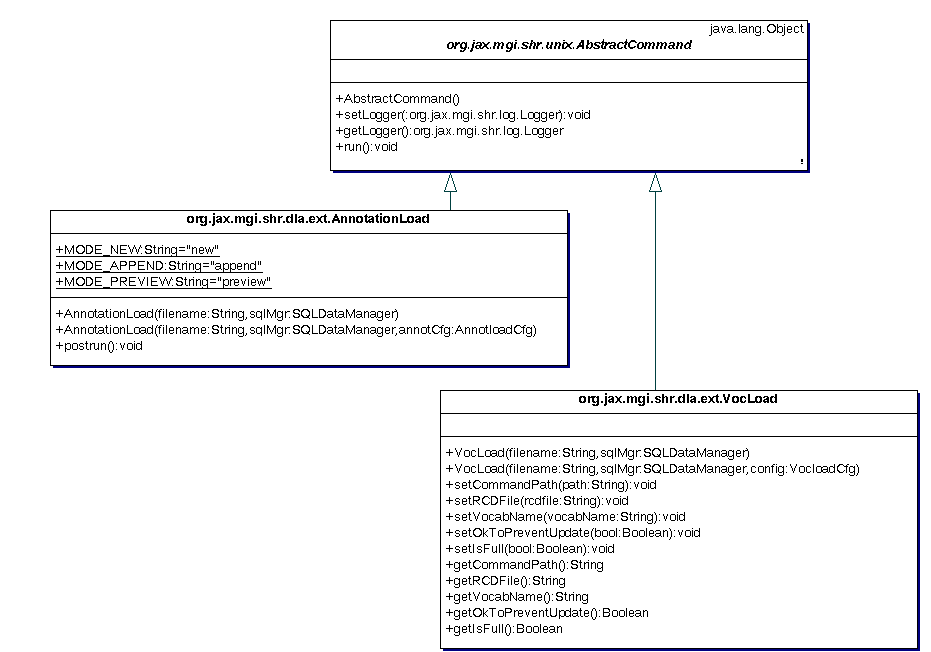 java.lang.Object
org.jax.mgi.shr.unix.AbstractCommand
+AbstractCommand()
+setLogger(:org.jax.mgi.shr.log.Logger):void
+getLogger():org.jax.mgi.shr.log.Logger
+run():void
org.jax.mgi.shr.dla.ext.AnnotationLoad
+MODE_NEW:String="new"
+MODE_APPEND:String="append"
+MODE_PREVIEW:String="preview"
+AnnotationLoad(filename:String,sqlMgr:SQLDataManager)
+AnnotationLoad(filename:String,sqlMgr:SQLDataManager,annotCfg:AnnotloadCfg)
+postrun():void
org.jax.mgi.shr.dla.ext.VocLoad
+VocLoad(filename:String,sqlMgr:SQLDataManager)
+VocLoad(filename:String,sqlMgr:SQLDataManager,config:VocloadCfg)
+setCommandPath(path:String):void
+setRCDFile(rcdfile:String):void
+setVocabName(vocabName:String):void
+setOkToPreventUpdate(bool:Boolean):void
+setIsFull(bool:Boolean):void
+getCommandPath():String
+getRCDFile():String
+getVocabName():String
+getOkToPreventUpdate():Boolean
+getIsFull():Boolean